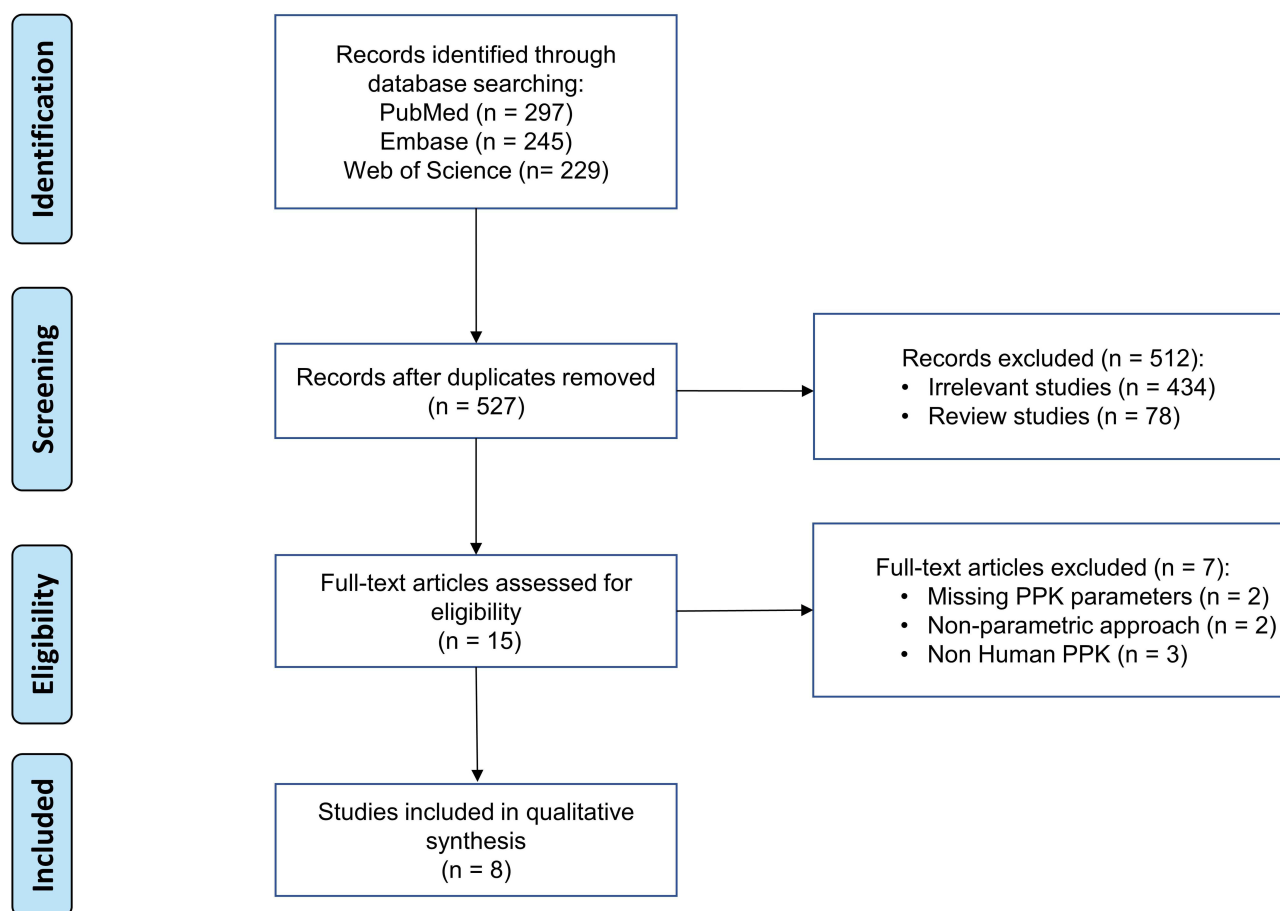 Identification
Records identified through
database searching:
PubMed (n = 297)
Embase (n = 245)
Web of Science (n= 229)
Screening
Records after duplicates removed
(n = 527)
Records excluded (n = 512):
• Irrelevant studies (n = 434)
• Review studies (n = 78)
Eligibility
Full-text articles assessed for
eligibility
(n = 15)
Full-text articles excluded (n = 7):
• Missing PPK parameters (n = 2)
• Non-parametric approach (n = 2)
• Non Human PPK (n = 3)
Included
Studies included in qualitative
synthesis
(n = 8)